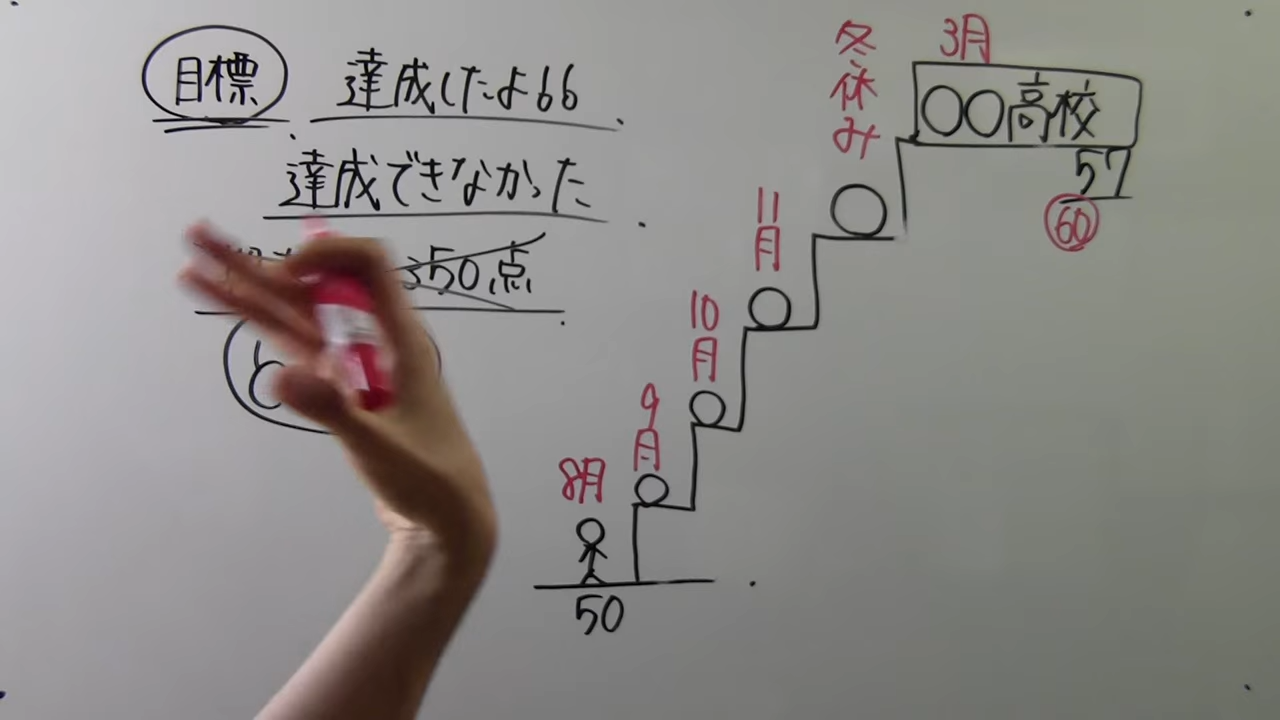 目標
達成したよ66
達成できなかった
350点
と
3月
〇〇高校
57
60
冬休み
11月
10月
9月
8月
50